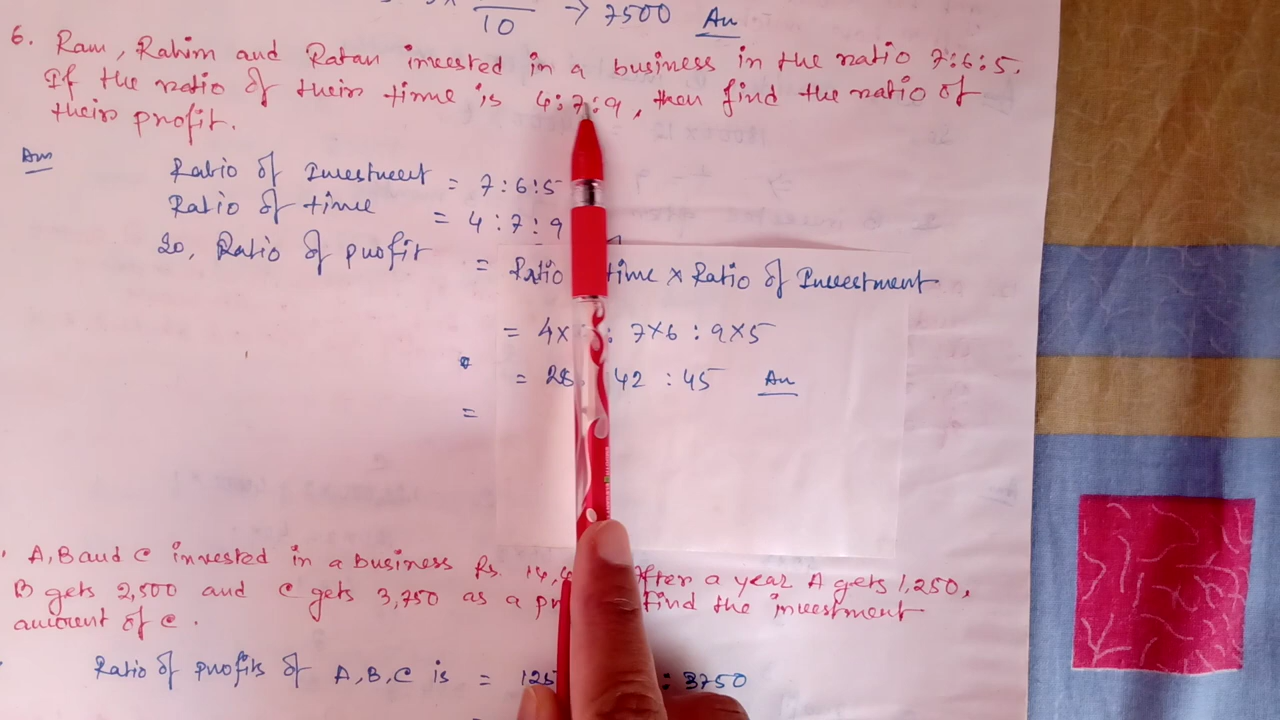 10 → 7500 An
6. Ram, Rahim and Ratan invested in a business in the ratio 7:6:5.
If the ratio of their time is 4:7:9, then find the ratio of
their profit.
Ans
Ratio of Investment = 7:6:5
Ratio of time = 4:7:9
So, Ratio of profit = Ratio time × Ratio of Investment
= 4× : 7×6 : 9×5
= 28 42 : 45 An
=
A, B and C invested in a business Rs. 14, After a year A gets 1,250,
B gets 2,500 and C gets 3,750 as a find the investment
amount of C.
Ratio of profits of A, B, C is = 125 : 3750